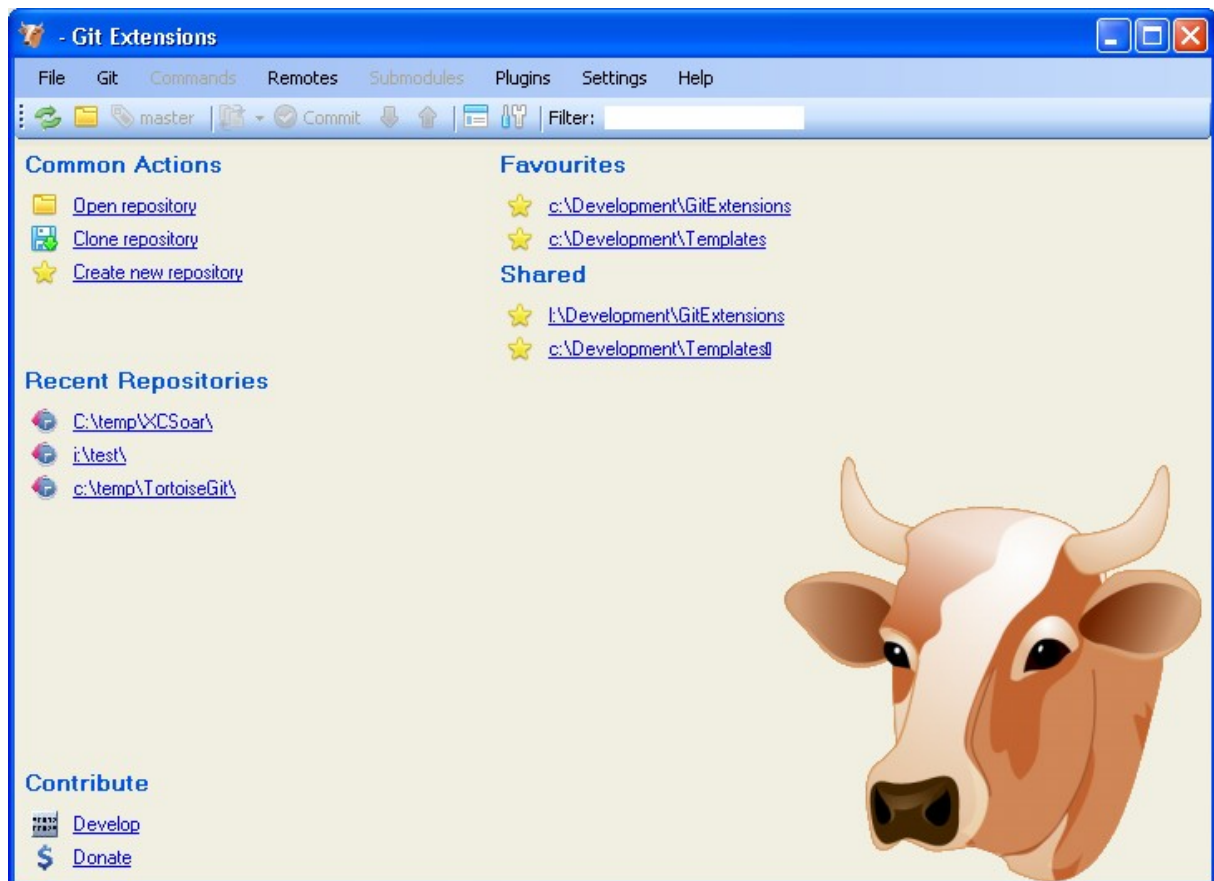 - Git Extensions
File Git Commands Remotes Submodules Plugins Settings Help
master Commit Filter:
Common Actions
Open repository
Clone repository
Create new repository
Favourites
c:\Development\GitExtensions
c:\Development\Templates
Shared
I:\Development\GitExtensions
c:\Development\Templates▯
Recent Repositories
C:\temp\XCSoar\
i:\test\
c:\temp\TortoiseGit\
Contribute
Develop
Donate